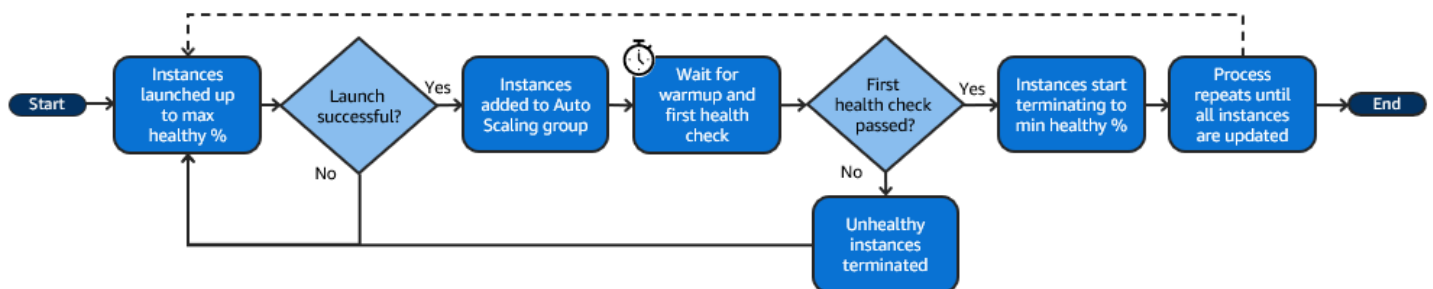 Start
Instances
launched up
to max
healthy %
Launch
successful?
Yes
No
Instances
added to Auto
Scaling group
Wait for
warmup and
first health
check
First
health check
passed?
Yes
No
Unhealthy
instances
terminated
Instances start
terminating to
min healthy %
Process
repeats until
all instances
are updated
End